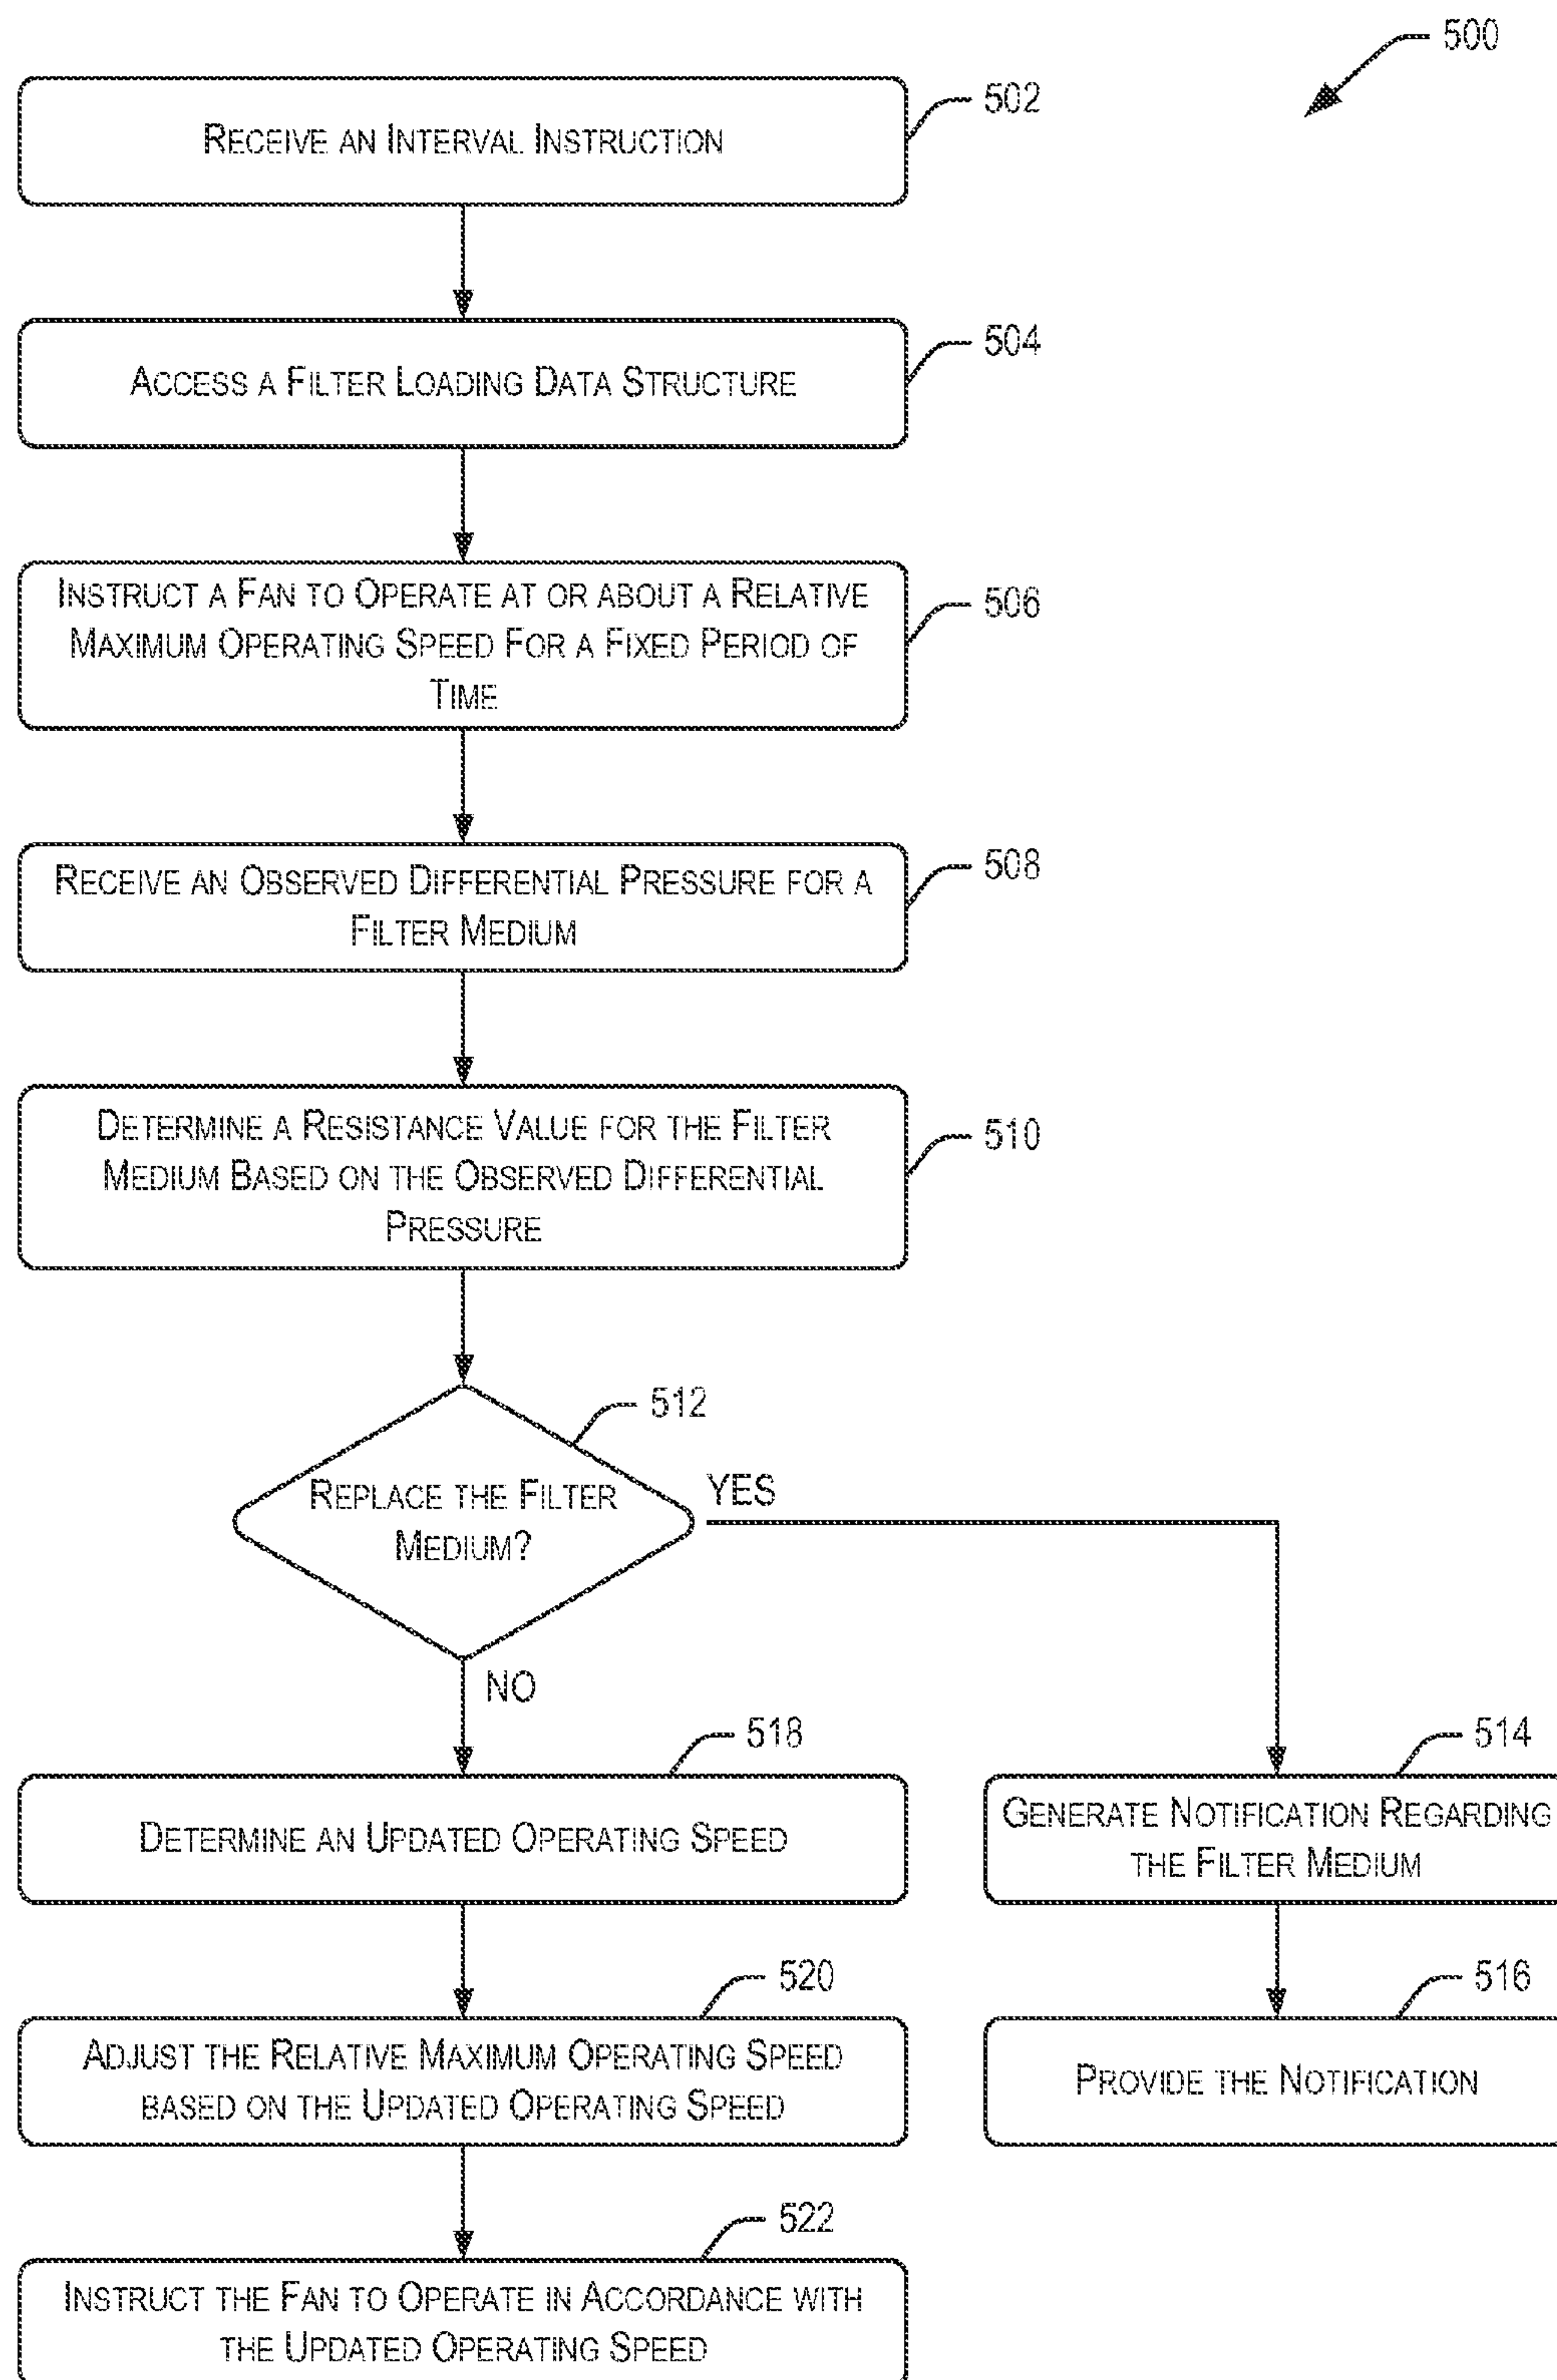 500
RECEIVE AN INTERVAL INSTRUCTION
502
ACCESS A FILTER LOADING DATA STRUCTURE
504
INSTRUCT A FAN TO OPERATE AT OR ABOUT A RELATIVE
MAXIMUM OPERATING SPEED FOR A FIXED PERIOD OF
TIME
506
RECEIVE AN OBSERVED DIFFERENTIAL PRESSURE FOR A
FILTER MEDIUM
508
DETERMINE A RESISTANCE VALUE FOR THE FILTER
MEDIUM BASED ON THE OBSERVED DIFFERENTIAL
PRESSURE
510
512
REPLACE THE FILTER
MEDIUM?
YES
NO
518
DETERMINE AN UPDATED OPERATING SPEED
514
GENERATE NOTIFICATION REGARDING
THE FILTER MEDIUM
520
ADJUST THE RELATIVE MAXIMUM OPERATING SPEED
BASED ON THE UPDATED OPERATING SPEED
516
PROVIDE THE NOTIFICATION
522
INSTRUCT THE FAN TO OPERATE IN ACCORDANCE WITH
THE UPDATED OPERATING SPEED